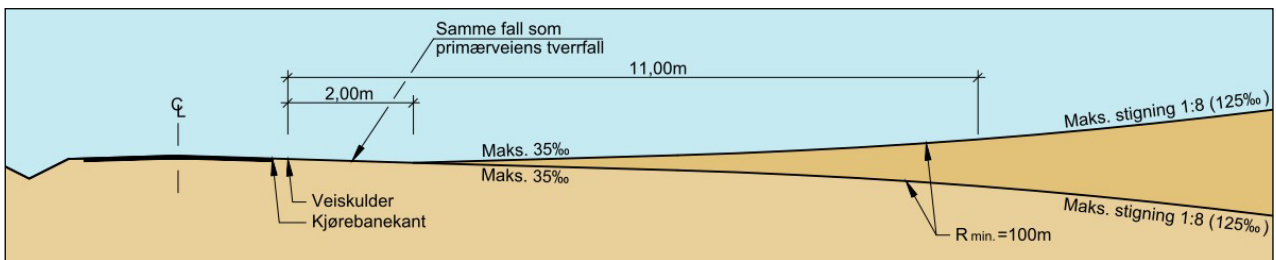 Samme fall som
primærveiens tverrfall
11,00m
2,00m
℄
Maks. stigning 1:8 (125‰)
Maks. 35‰
Maks. 35‰
Veiskulder
Kjørebanekant
Maks. stigning 1:8 (125‰)
R min.=100m